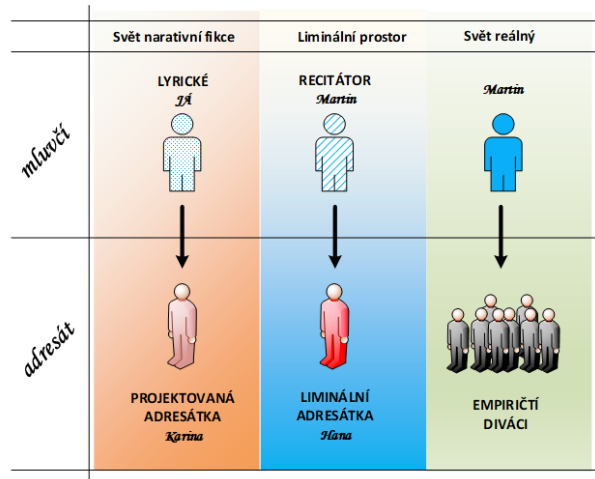 Svět narativní fikce
Liminální prostor
Svět reálný
mluvčí
LYRICKÉ
JÁ
RECITÁTOR
Martin
Martin
adresát
PROJEKTOVANÁ
ADRESÁTKA
Karina
LIMINÁLNÍ
ADRESÁTKA
Hana
EMPIRIČTÍ
DIVÁCI